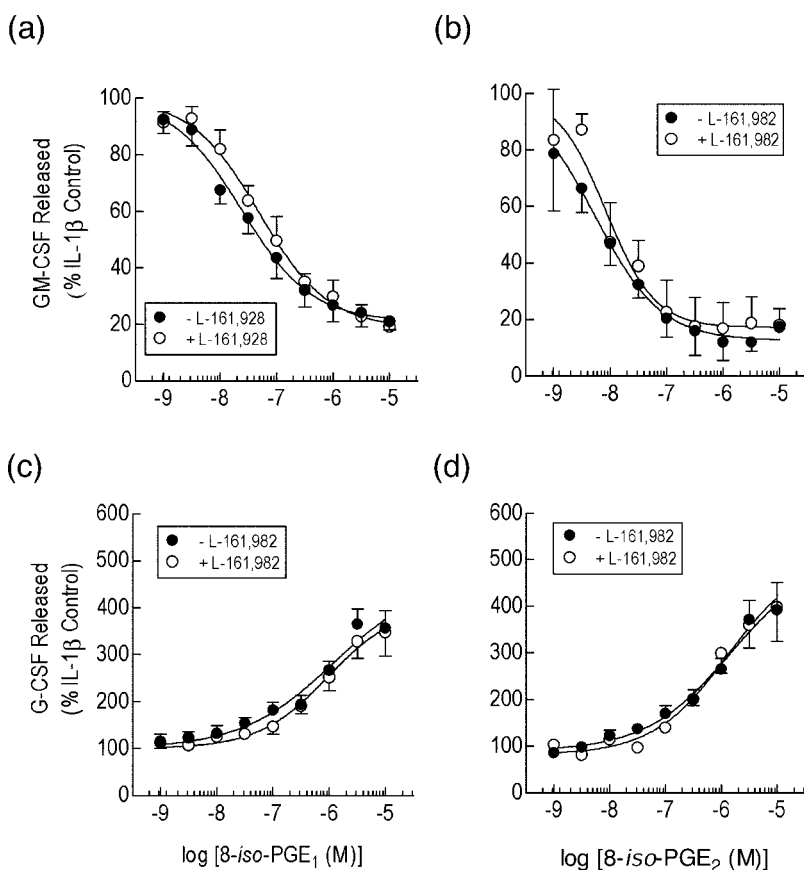 (a)
GM-CSF Released
(% IL-1β Control)
100
80
60
40
20
0
- L-161,928
+ L-161,928
-9 -8 -7 -6 -5
(b)
100
80
60
40
20
0
- L-161,982
+ L-161,982
-9 -8 -7 -6 -5
(c)
G-CSF Released
(% IL-1β Control)
600
500
400
300
200
100
0
- L-161,982
+ L-161,982
-9 -8 -7 -6 -5
log [8-iso-PGE₁ (M)]
(d)
600
500
400
300
200
100
0
- L-161,982
+ L-161,982
-9 -8 -7 -6 -5
log [8-iso-PGE₂ (M)]